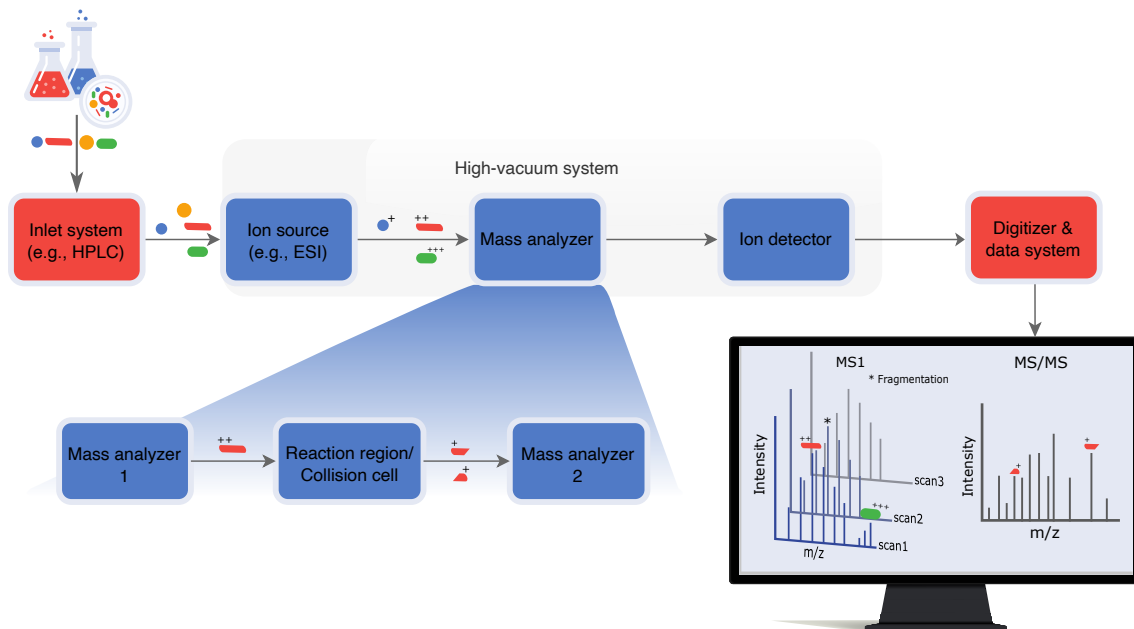 High-vacuum system
Inlet system
(e.g., HPLC)
Ion source
(e.g., ESI)
+
++
+++
Mass analyzer
Ion detector
Digitizer &
data system
Mass analyzer
1
++
Reaction region/
Collision cell
+
+
Mass analyzer
2
MS1
* Fragmentation
*
++
Intensity
scan3
+++
scan2
scan1
m/z
MS/MS
+
+
Intensity
m/z